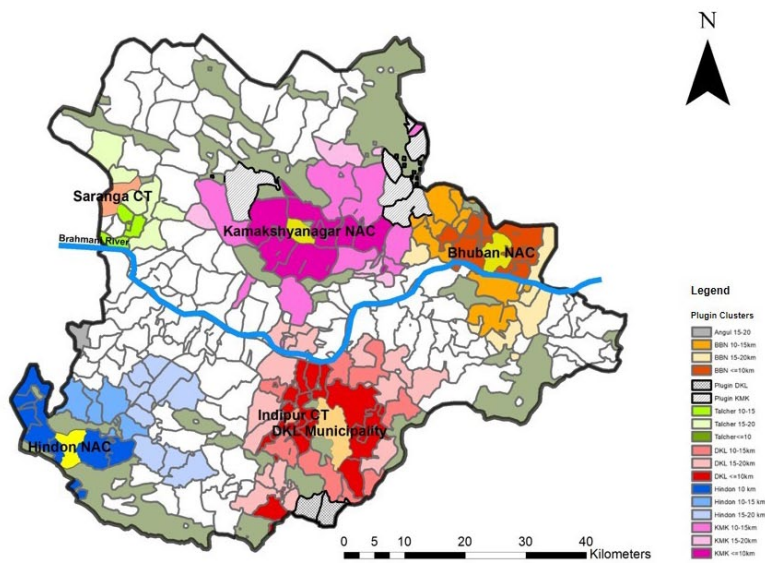 N
Saranga CT
Kamakshyanagar NAC
Brahmani River
Bhuban NAC
Indipur CT
DKL Municipality
Hindon NAC
0 5 10 20 30 40
Kilometers
Legend
Plugin Clusters
Angul 15-20
BBN 10-15km
BBN 15-20km
BBN <=10km
Plugin DKL
Plugin KMK
Talcher 10-15
Talcher 15-20
Talcher<=10
DKL 10-15km
DKL 15-20km
DKL <=10km
Hindon 10 km
Hindon 10-15 km
Hindon 15-20 km
KMK 10-15km
KMK 15-20km
KMK <=10km